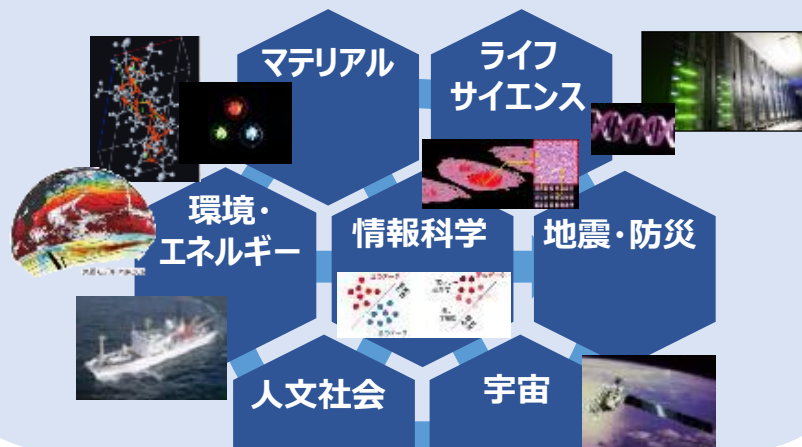 マテリアル
ライフ
サイエンス
環境・
エネルギー
情報科学
地震・防災
人文社会
宇宙